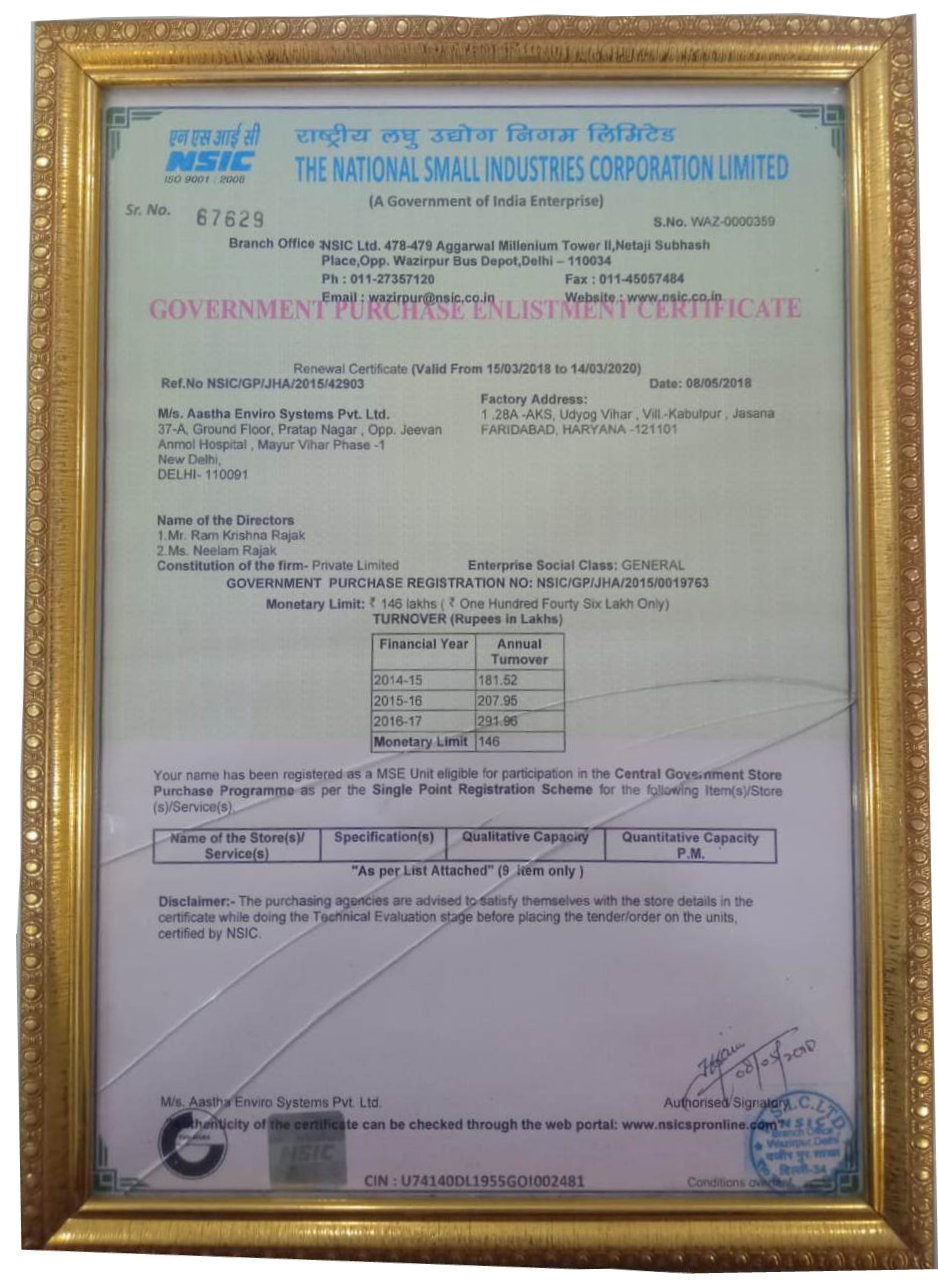 एन एस आई सी
NSIC
ISO 9001 : 2008
राष्ट्रीय लघु उद्योग निगम लिमिटेड
THE NATIONAL SMALL INDUSTRIES CORPORATION LIMITED
(A Government of India Enterprise)
Sr. No. 67629
S.No. WAZ-0000359
Branch Office :NSIC Ltd. 478-479 Aggarwal Millenium Tower II,Netaji Subhash
Place,Opp. Wazirpur Bus Depot,Delhi – 110034
Ph : 011-27357120 Fax : 011-45057484
Email : wazirpur@nsic.co.in Website : www.nsic.co.in
GOVERNMENT PURCHASE ENLISTMENT CERTIFICATE
Renewal Certificate (Valid From 15/03/2018 to 14/03/2020)
Ref.No NSIC/GP/JHA/2015/42903 Date: 08/05/2018
M/s. Aastha Enviro Systems Pvt. Ltd.
37-A, Ground Floor, Pratap Nagar , Opp. Jeevan
Anmol Hospital , Mayur Vihar Phase -1
New Delhi,
DELHI- 110091
Factory Address:
1 .28A -AKS, Udyog Vihar , Vill.-Kabulpur , Jasana
FARIDABAD, HARYANA -121101
Name of the Directors
1.Mr. Ram Krishna Rajak
2.Ms. Neelam Rajak
Constitution of the firm- Private Limited Enterprise Social Class: GENERAL
GOVERNMENT PURCHASE REGISTRATION NO: NSIC/GP/JHA/2015/0019763
Monetary Limit: ₹ 146 lakhs ( ₹ One Hundred Fourty Six Lakh Only)
TURNOVER (Rupees in Lakhs)
Financial Year Annual
Turnover
2014-15 181.52
2015-16 207.95
2016-17 291.96
Monetary Limit 146
Your name has been registered as a MSE Unit eligible for participation in the Central Government Store
Purchase Programme as per the Single Point Registration Scheme for the following Item(s)/Store
(s)/Service(s).
Name of the Store(s)/ Specification(s) Qualitative Capacity Quantitative Capacity
Service(s) P.M.
"As per List Attached" (9 item only )
Disclaimer:- The purchasing agencies are advised to satisfy themselves with the store details in the
certificate while doing the Technical Evaluation stage before placing the tender/order on the units,
certified by NSIC.
08/05/2018
M/s. Aastha Enviro Systems Pvt. Ltd. Authorised Signatory
of the certificate can be checked through the web portal: www.nsicspronline.com
NSIC
CIN : U74140DL1955GOI002481
Conditions
NSIC
Branch Office
Wazirpur, Delhi
दिल्ली-34